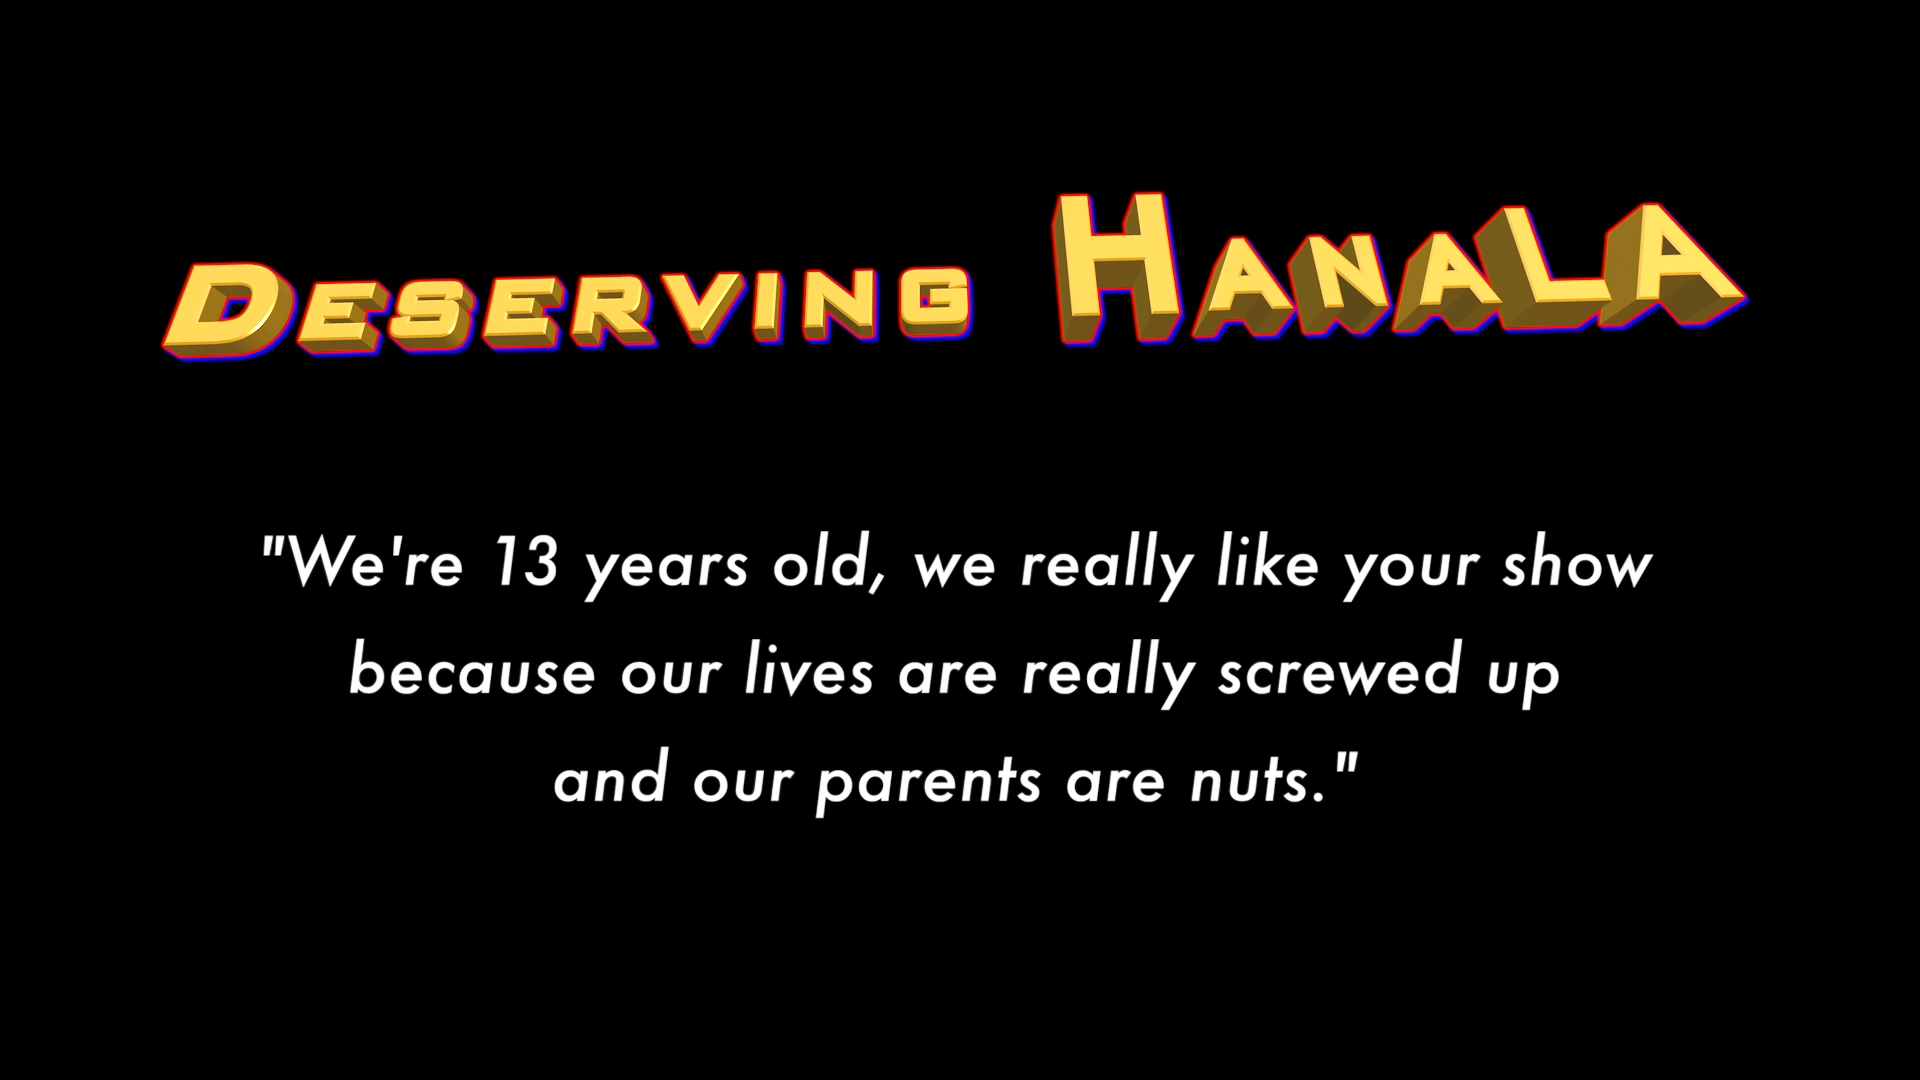 Deserving HanaLA
"We're 13 years old, we really like your show
because our lives are really screwed up
and our parents are nuts."